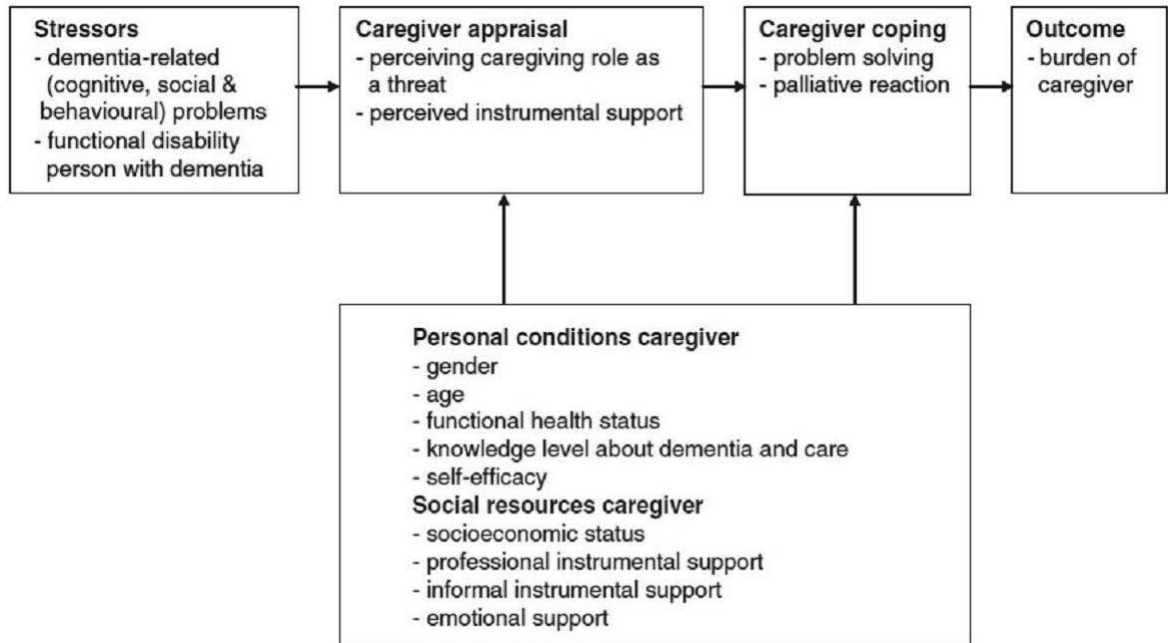 Stressors
- dementia-related
(cognitive, social &
behavioural) problems
- functional disability
person with dementia
Caregiver appraisal
- perceiving caregiving role as
a threat
- perceived instrumental support
Caregiver coping
- problem solving
- palliative reaction
Outcome
- burden of
caregiver
Personal conditions caregiver
- gender
- age
- functional health status
- knowledge level about dementia and care
- self-efficacy
Social resources caregiver
- socioeconomic status
- professional instrumental support
- informal instrumental support
- emotional support